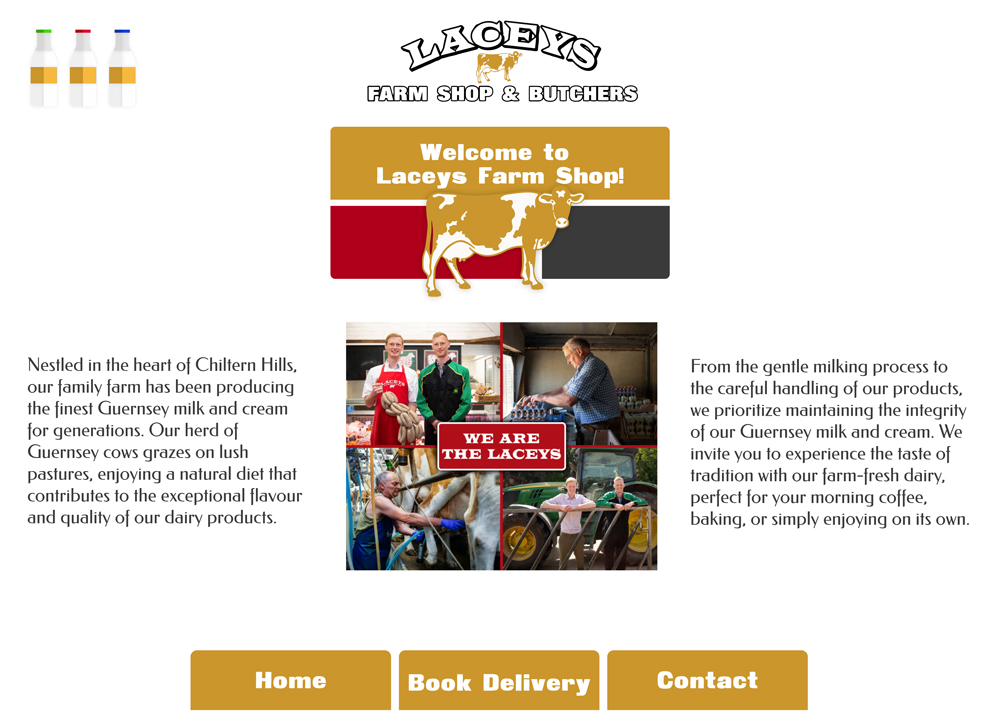 LACEYS
FARM SHOP & BUTCHERS
Welcome to
Laceys Farm Shop!
Nestled in the heart of Chiltern Hills,
our family farm has been producing
the finest Guernsey milk and cream
for generations. Our herd of
Guernsey cows grazes on lush
pastures, enjoying a natural diet that
contributes to the exceptional flavour
and quality of our dairy products.
LACEYS
WE ARE
THE LACEYS
From the gentle milking process to
the careful handling of our products,
we prioritize maintaining the integrity
of our Guernsey milk and cream. We
invite you to experience the taste of
tradition with our farm-fresh dairy,
perfect for your morning coffee,
baking, or simply enjoying on its own.
Home
Book Delivery
Contact